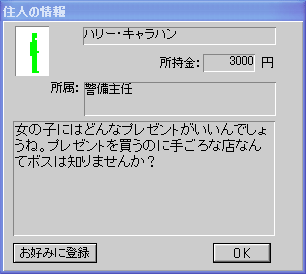 住人の情報
ハリー・キャラハン
所持金: 3000 円
所属: 警備主任
女の子にはどんなプレゼントがいいんでしょ
うね。プレゼントを買うのに手ごろな店なん
てボスは知りませんか？
お好みに登録
OK